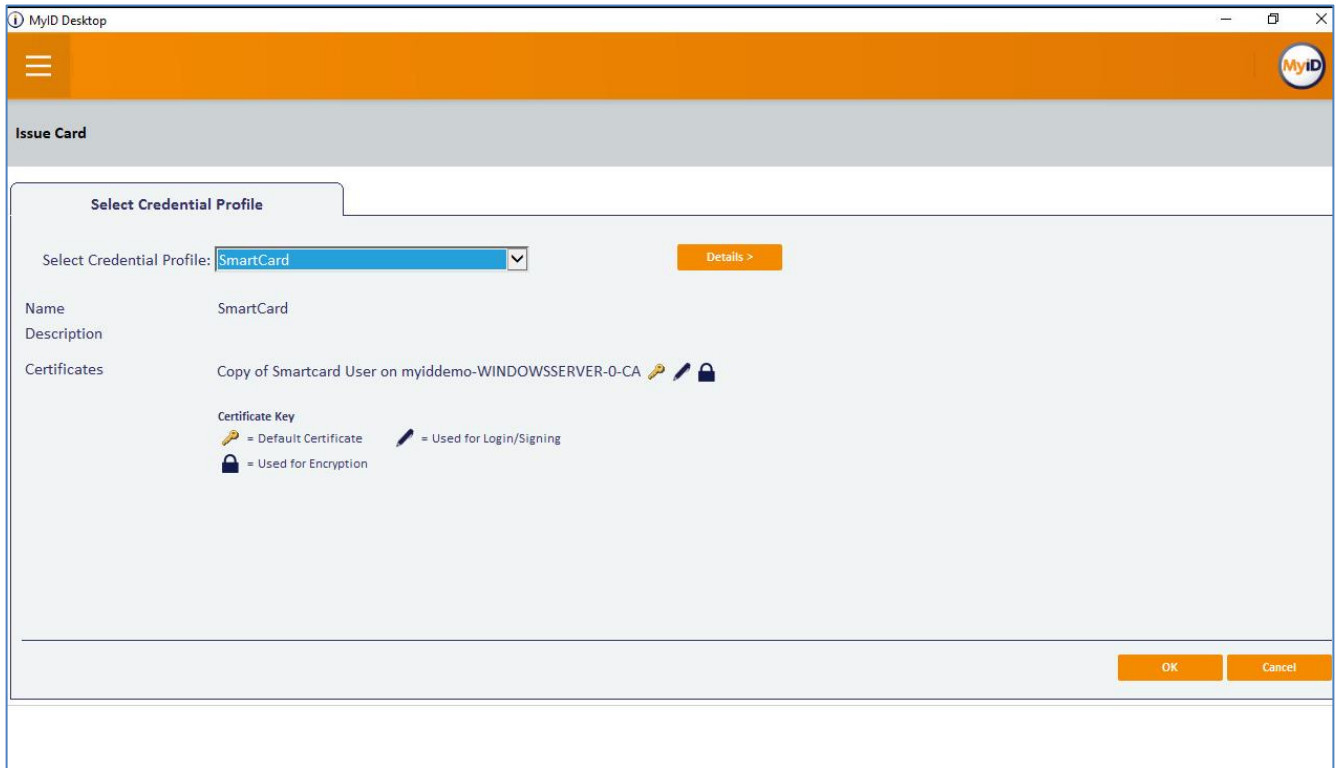 MyID Desktop
MyiD
Issue Card
Select Credential Profile
Select Credential Profile: SmartCard
Details >
Name SmartCard
Description
Certificates Copy of Smartcard User on myiddemo-WINDOWSSERVER-0-CA
Certificate Key
= Default Certificate = Used for Login/Signing
= Used for Encryption
OK Cancel